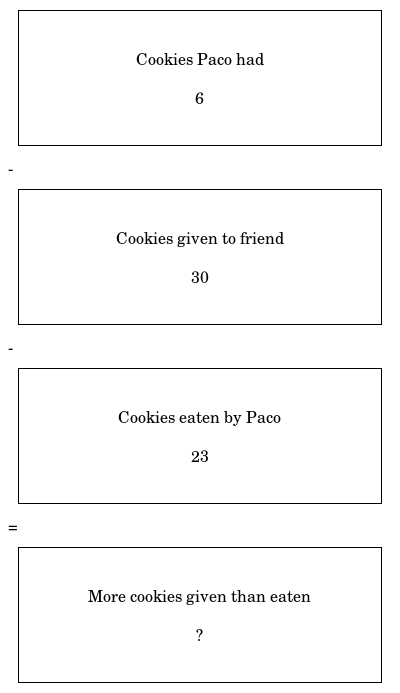 Cookies Paco had
6
-
Cookies given to friend
30
-
Cookies eaten by Paco
23
=
More cookies given than eaten
?